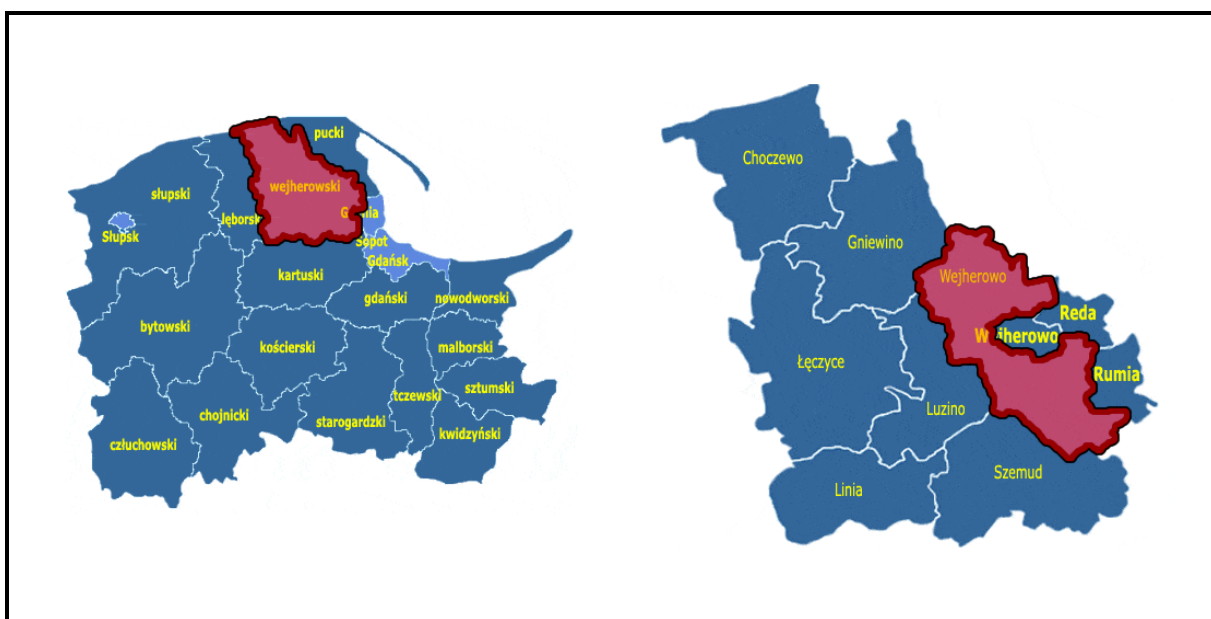 pucki
wejherowski
słupski
Gdynia
lęborski
Słupsk
Sopot
Gdańsk
kartuski
gdański
nowodworski
bytowski
kościerski
malborski
sztumski
tczewski
chojnicki
starogardzki
kwidzyński
człuchowski
Choczewo
Gniewino
Wejherowo
Reda
Wejherowo
Łęczyce
Rumia
Luzino
Szemud
Linia